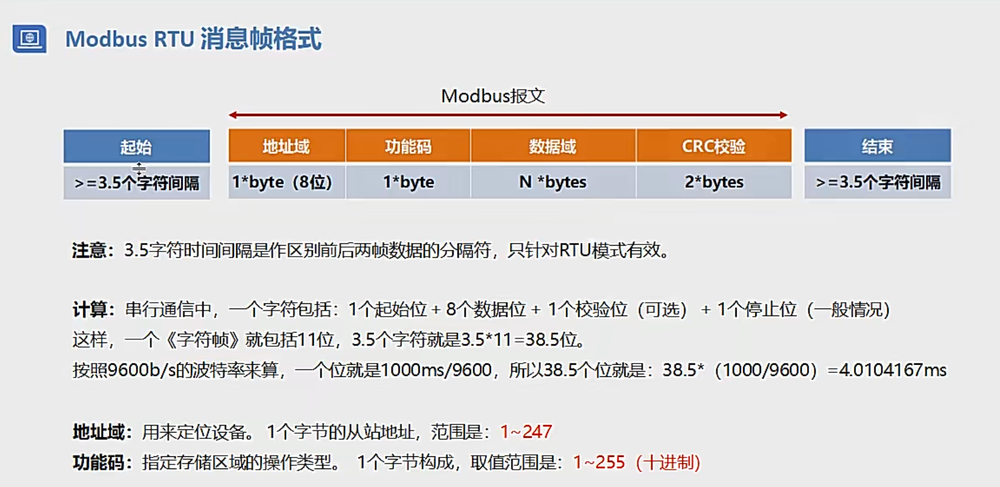 Modbus RTU 消息帧格式
Modbus报文
起始 地址域 功能码 数据域 CRC校验 结束
>=3.5个字符间隔 1*byte（8位） 1*byte N *bytes 2*bytes >=3.5个字符间隔
注意：3.5字符时间间隔是作区别前后两帧数据的分隔符，只针对RTU模式有效。
计算：串行通信中，一个字符包括：1个起始位 + 8个数据位 + 1个校验位（可选） + 1个停止位（一般情况）
这样，一个《字符帧》就包括11位，3.5个字符就是3.5*11=38.5位。
按照9600b/s的波特率来算，一个位就是1000ms/9600，所以38.5个位就是：38.5*（1000/9600）=4.0104167ms
地址域：用来定位设备。 1个字节的从站地址，范围是：1~247
功能码：指定存储区域的操作类型。 1个字节构成，取值范围是：1~255（十进制）